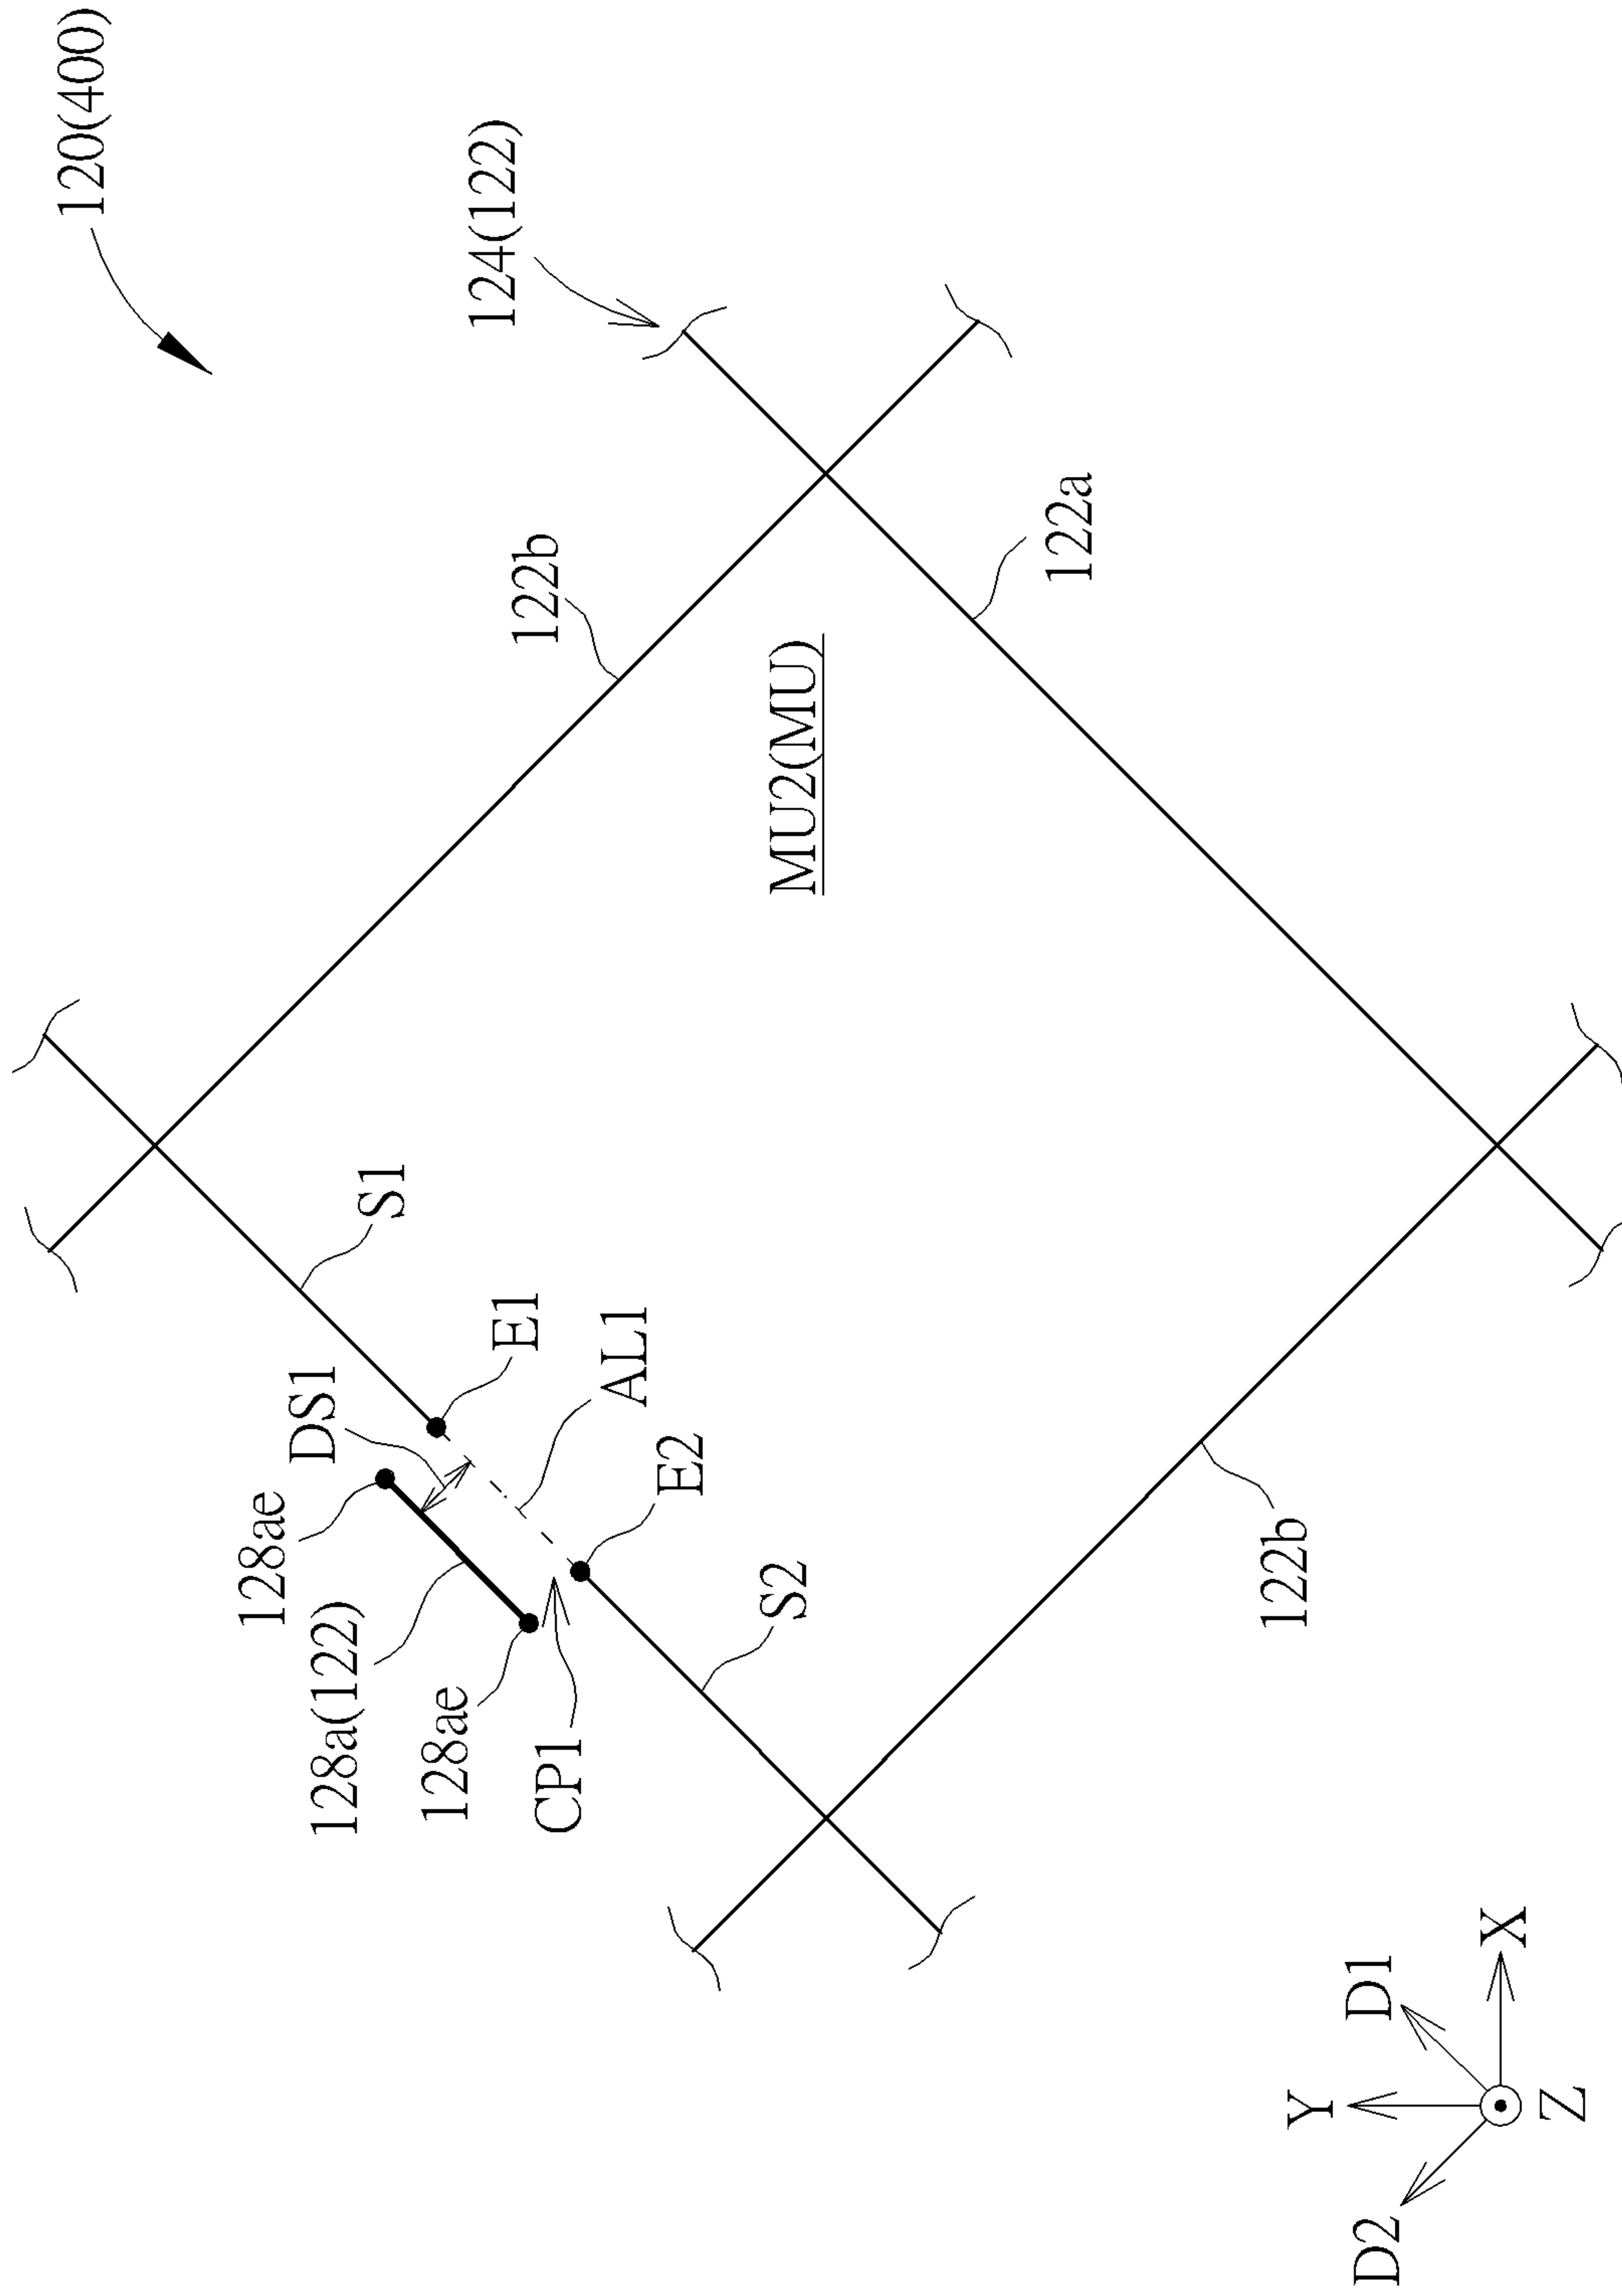 120(400)
128ae
DS1
128a(122)
S1
128ae
124(122)
E1
122b
CP1
AL1
E2
S2
MU2(MU)
122a
122b
Y
D2
D1
X
Z